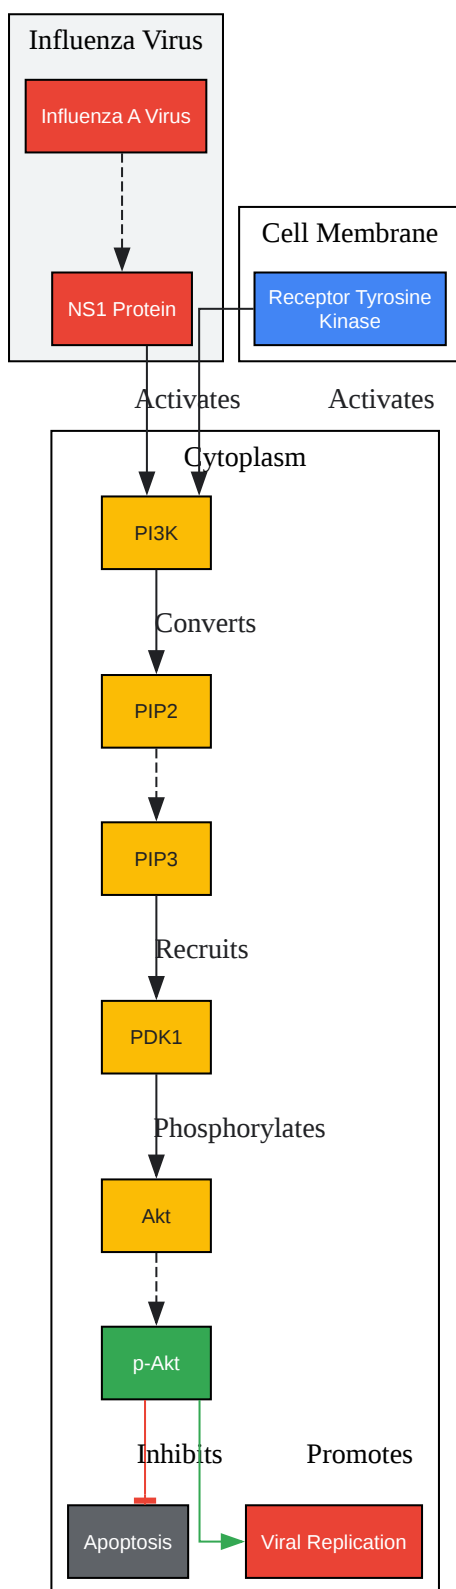 Influenza Virus
Influenza A Virus
Cell Membrane
NS1 Protein
Receptor Tyrosine
Kinase
Activates
Activates
Cytoplasm
PI3K
Converts
PIP2
PIP3
Recruits
PDK1
Phosphorylates
Akt
p-Akt
Inhibits
Promotes
Apoptosis
Viral Replication